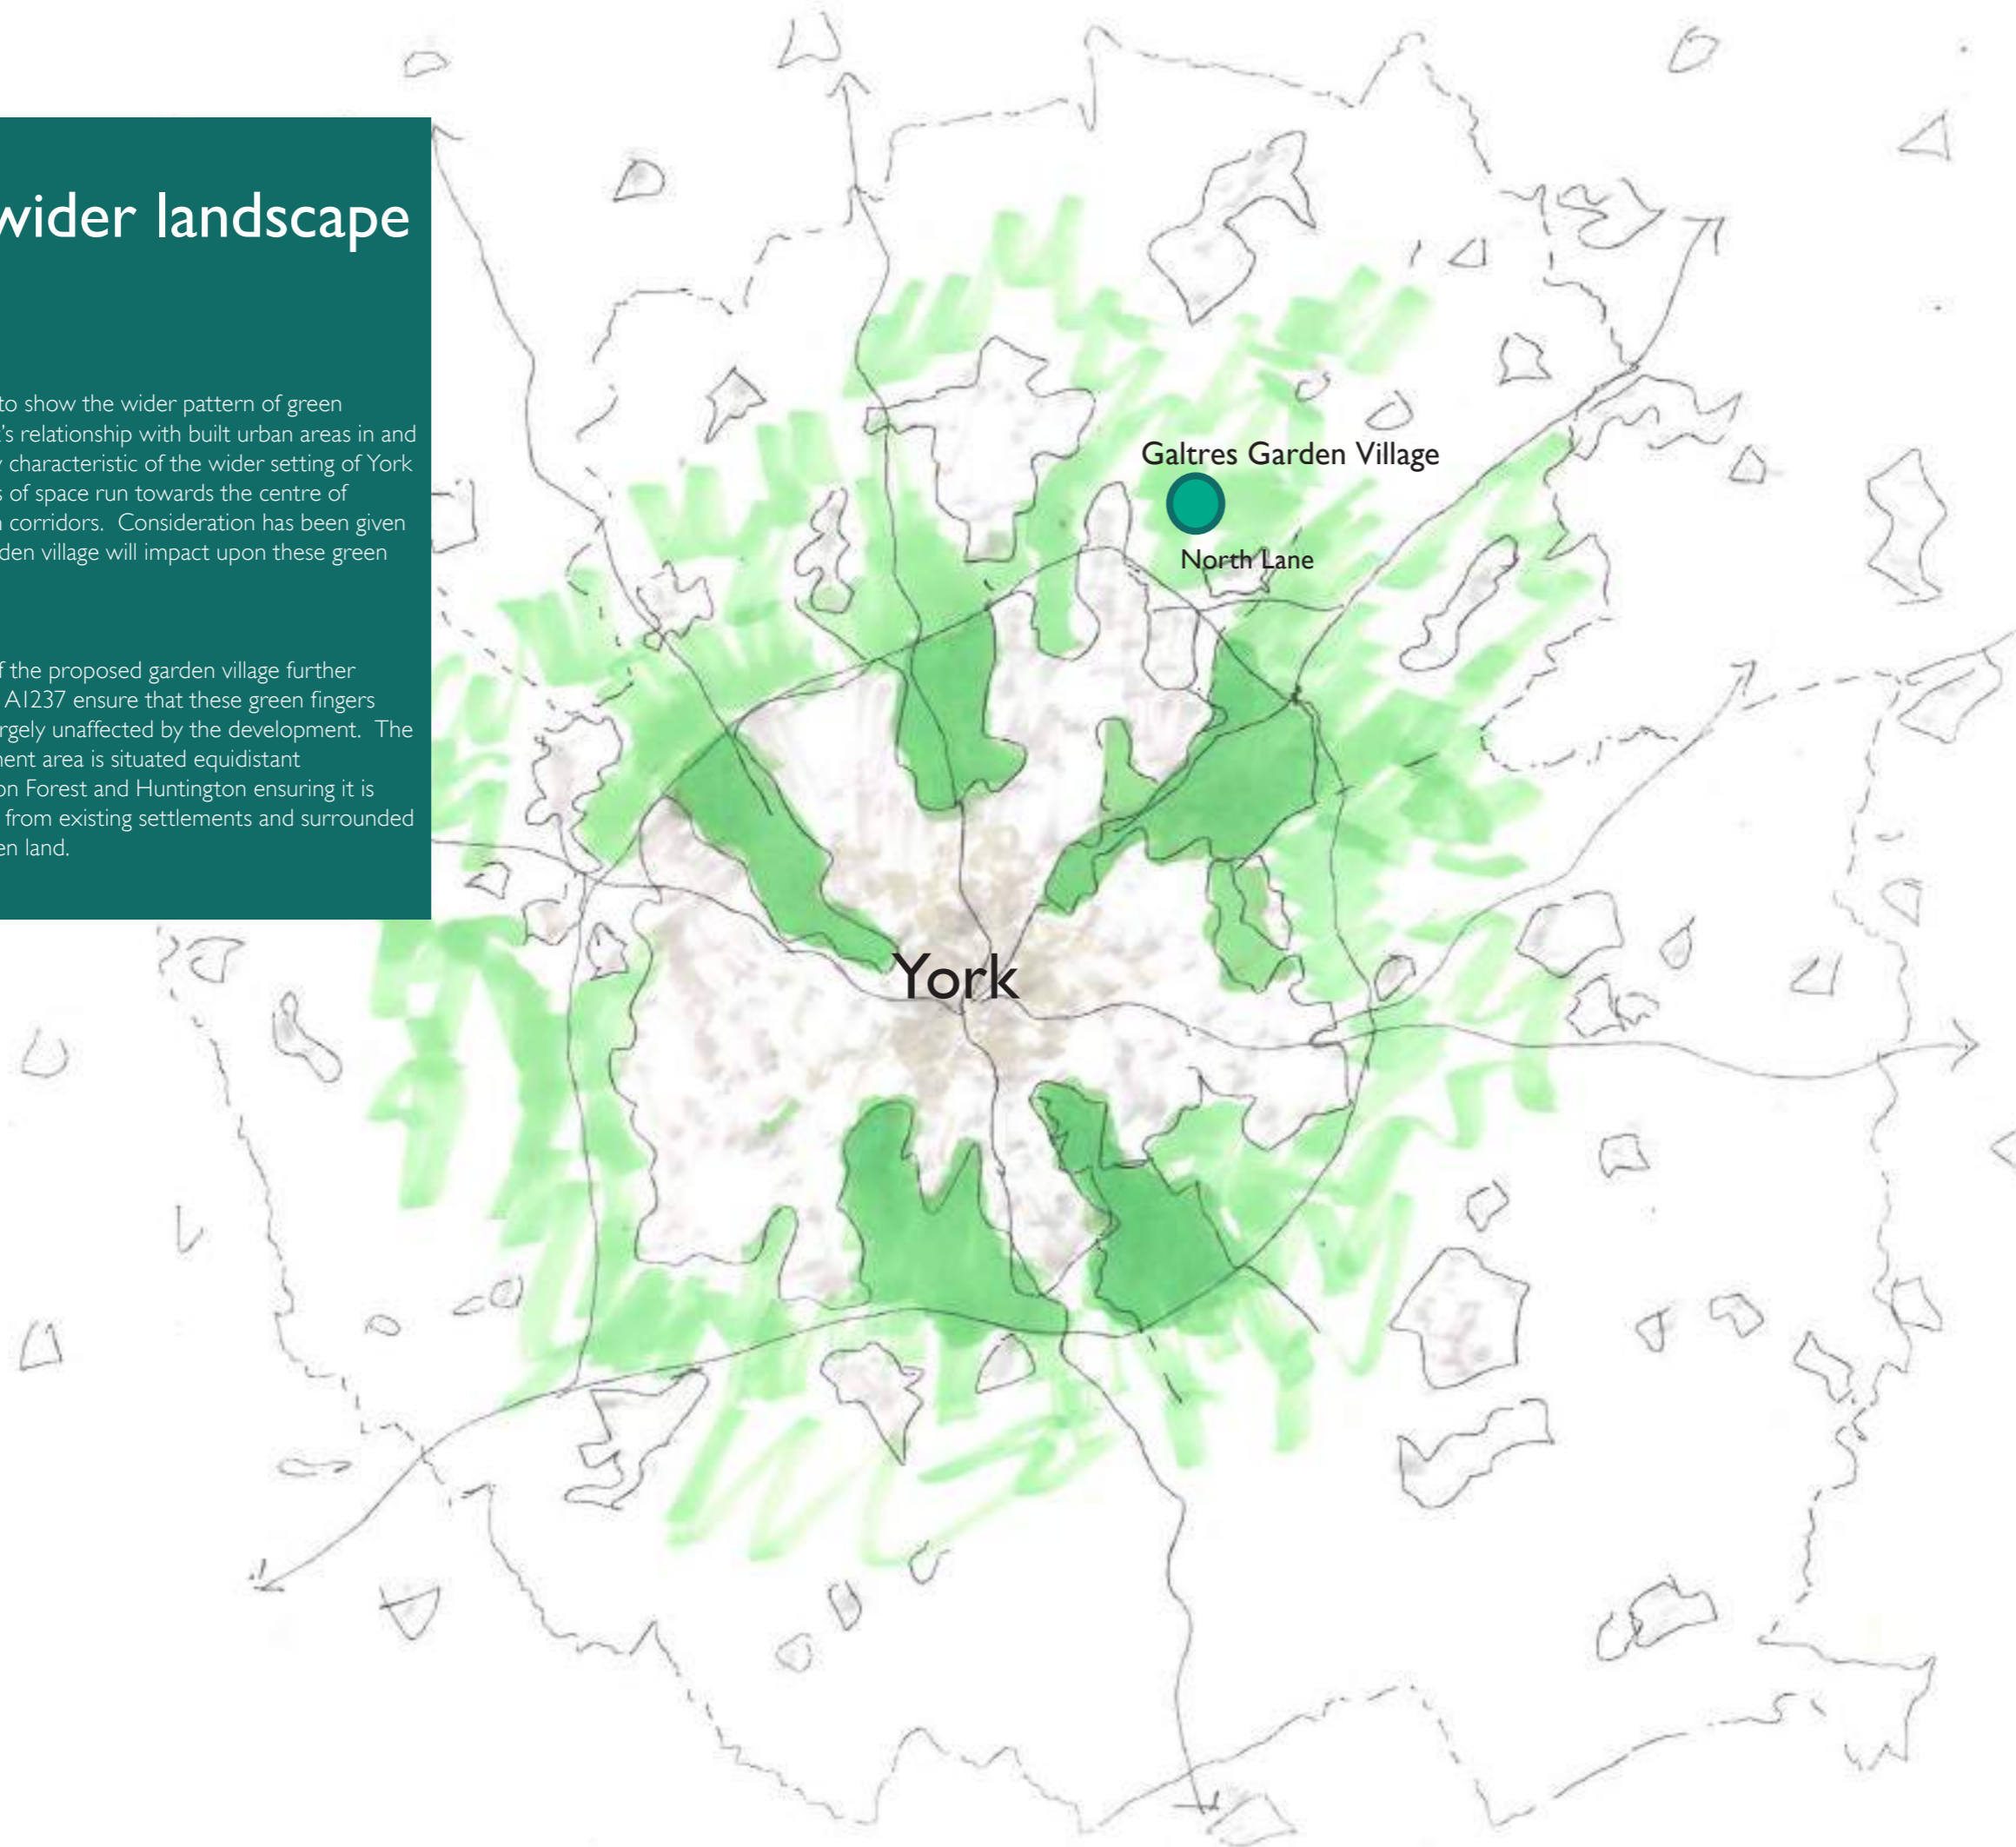 wider landscape
to show the wider pattern of green
's relationship with built urban areas in and
characteristic of the wider setting of York
of space run towards the centre of
corridors. Consideration has been given
den village will impact upon these green
of the proposed garden village further
A1237 ensure that these green fingers
rgely unaffected by the development. The
ent area is situated equidistant
on Forest and Huntington ensuring it is
from existing settlements and surrounded
en land.
Galtres Garden Village
North Lane
York